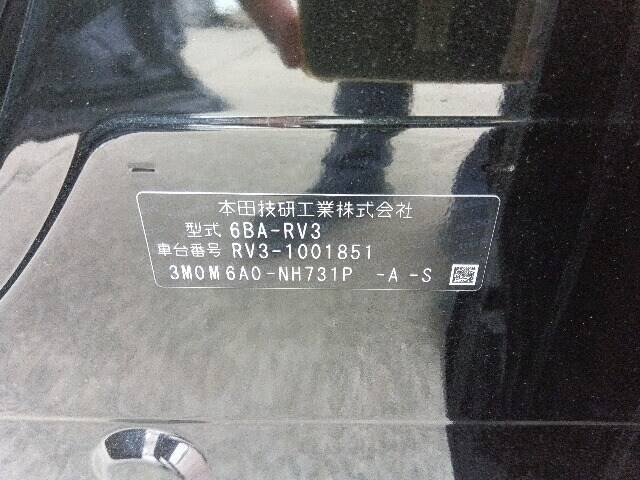 本田技研工業株式会社
型式 6BA-RV3
車台番号 RV3-1001851
3M0M6A0-NH731P -A -S